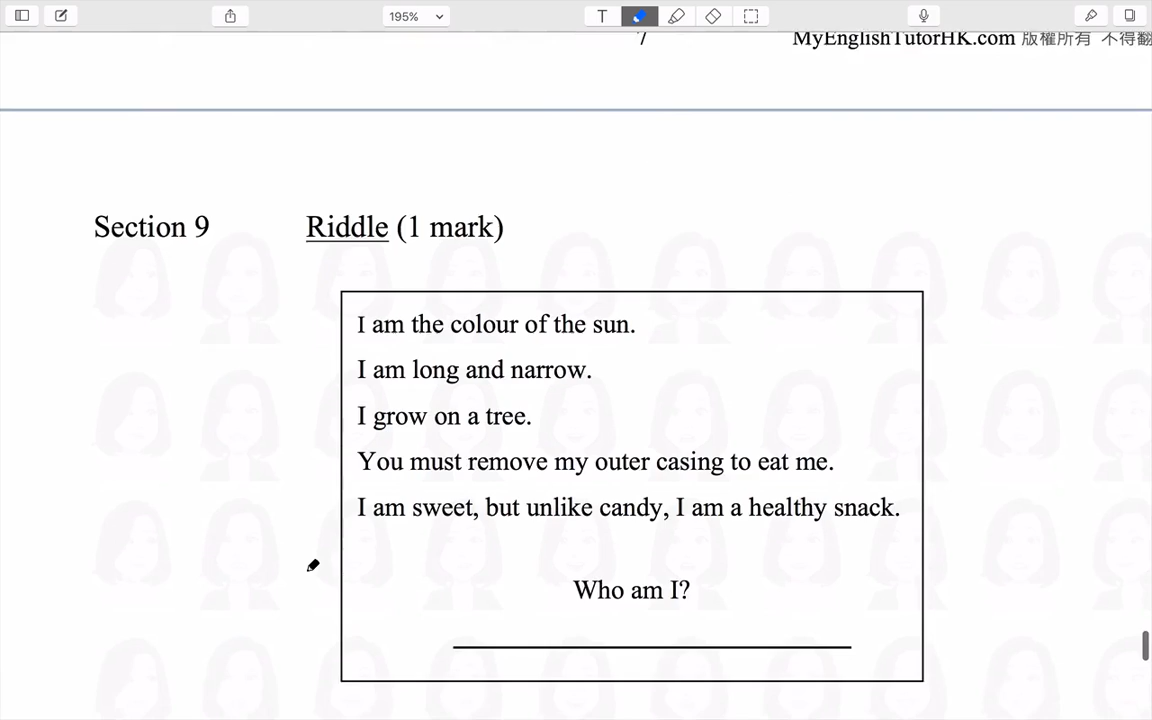 195%
T
7 MyEnglishTutorHK.com 版權所有 不得翻
Section 9 Riddle (1 mark)
I am the colour of the sun.
I am long and narrow.
I grow on a tree.
You must remove my outer casing to eat me.
I am sweet, but unlike candy, I am a healthy snack.
Who am I?